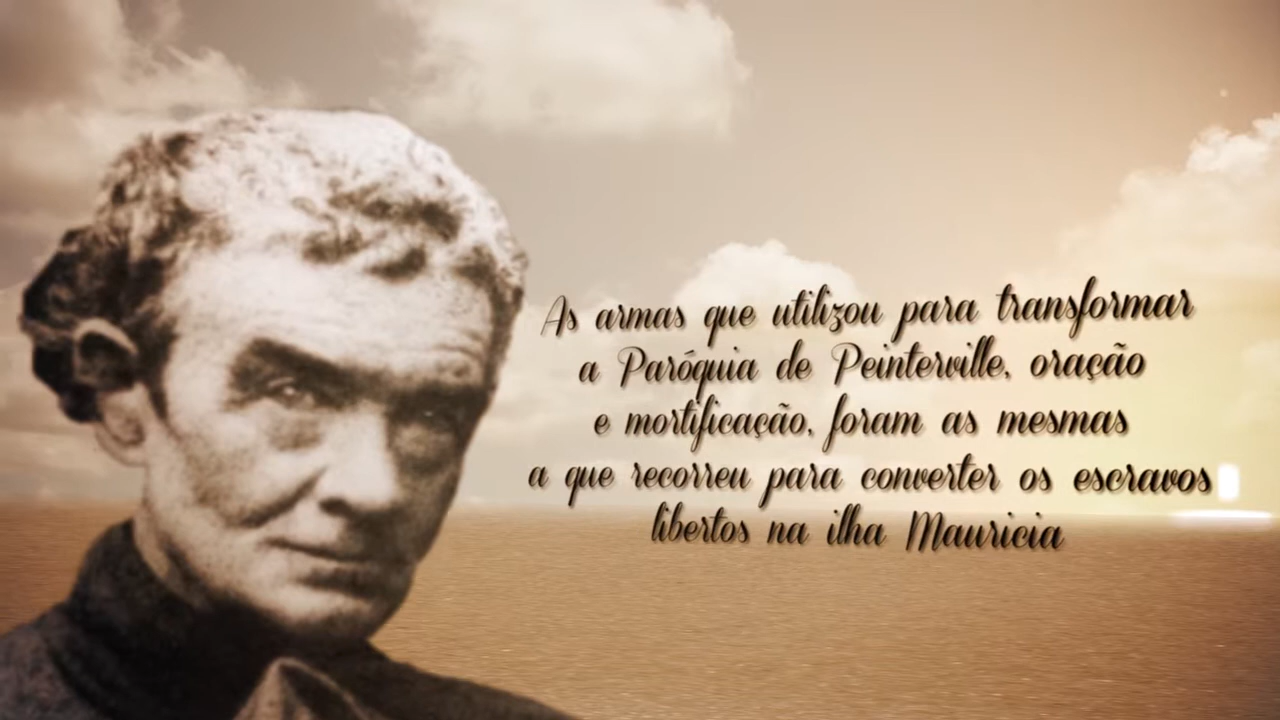 As armas que utilizou para transformar
a Paróquia de Peinterville, oração
e mortificação, foram as mesmas
a que recorreu para converter os escravos
libertos na ilha Mauricia